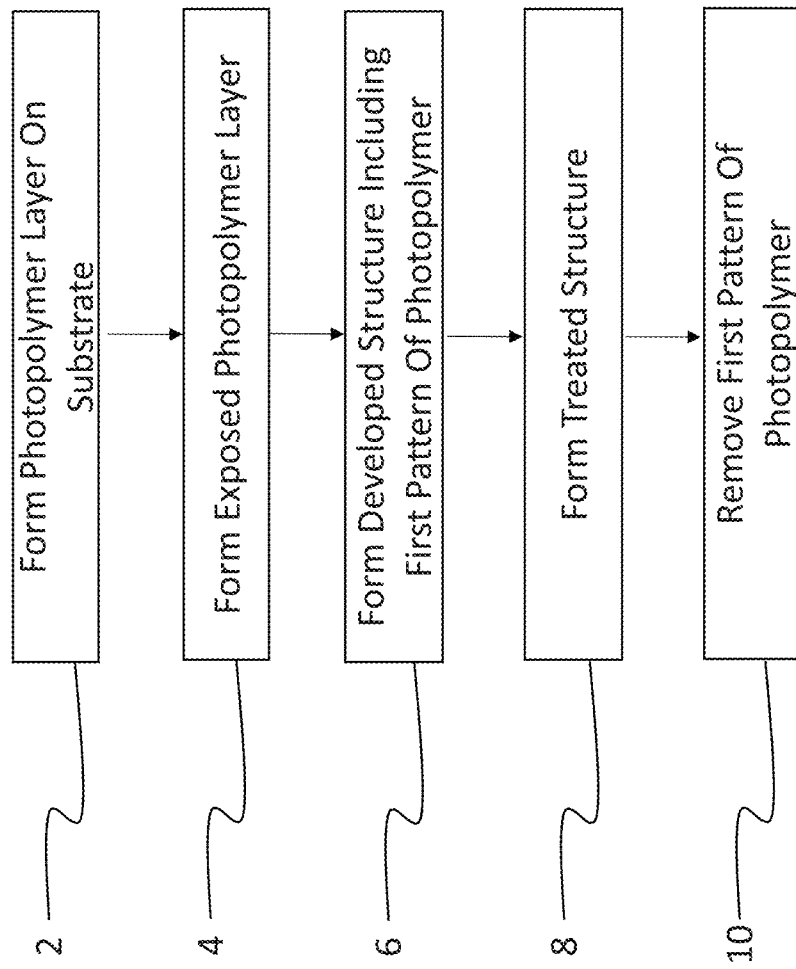 2
Form Photopolymer Layer On
Substrate
4
Form Exposed Photopolymer Layer
6
Form Developed Structure Including
First Pattern Of Photopolymer
8
Form Treated Structure
10
Remove First Pattern Of
Photopolymer